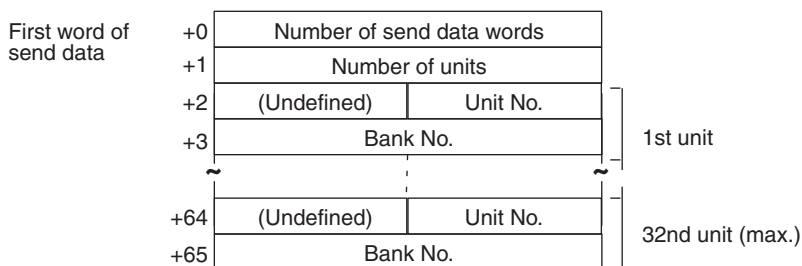 First word of
send data
+0 Number of send data words
+1 Number of units
+2 (Undefined) Unit No.
+3 Bank No.
1st unit
~ ~
+64 (Undefined) Unit No.
+65 Bank No.
32nd unit (max.)